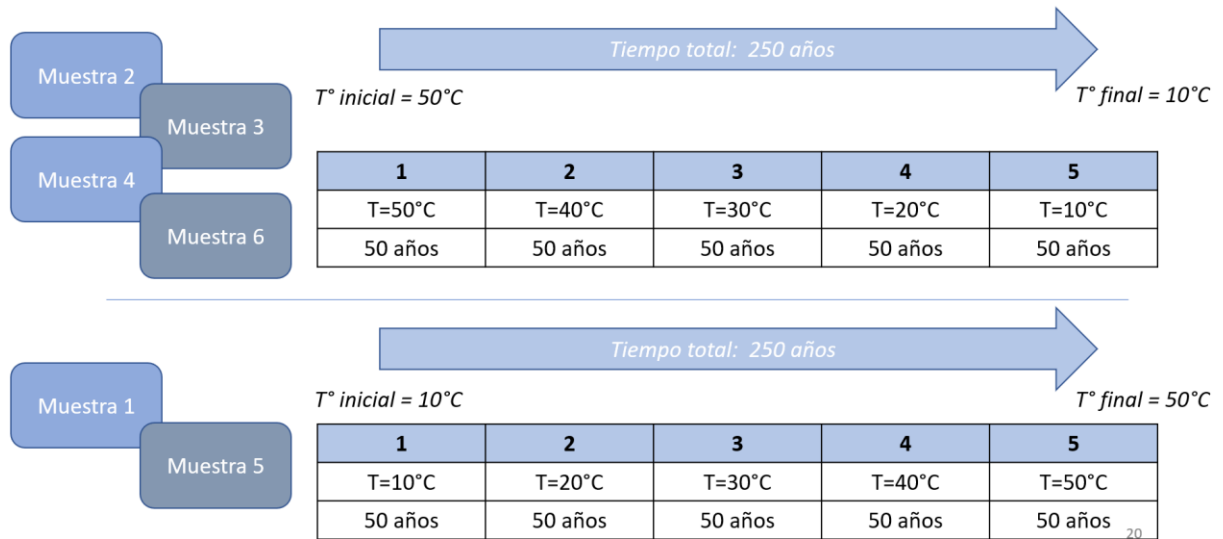 Muestra 2
Muestra 3
Muestra 4
Muestra 6
Tiempo total:  250 años
T° inicial = 50°C
T° final = 10°C
1 2 3 4 5
T=50°C T=40°C T=30°C T=20°C T=10°C
50 años 50 años 50 años 50 años 50 años
Muestra 1
Muestra 5
Tiempo total:  250 años
T° inicial = 10°C
T° final = 50°C
1 2 3 4 5
T=10°C T=20°C T=30°C T=40°C T=50°C
50 años 50 años 50 años 50 años 50 años
20